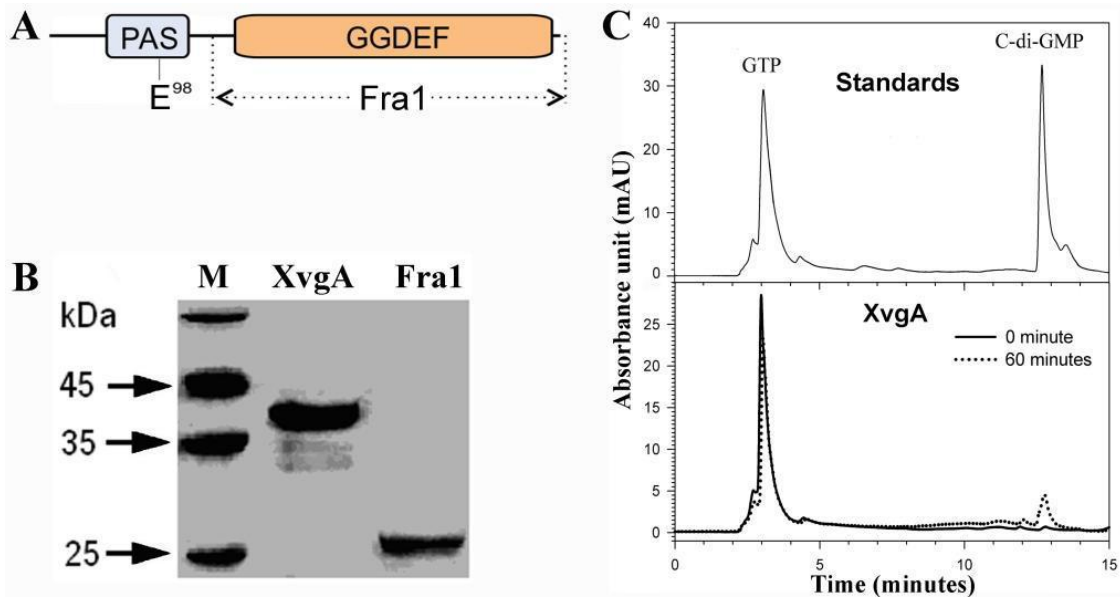 A
PAS
GGDEF
E98
Fra1
B
M XvgA Fra1
kDa
45
35
25
C
Absorbance unit (mAU)
40
30
20
10
0
GTP
C-di-GMP
Standards
25
20
15
10
5
0
XvgA
0 minute
60 minutes
0 5 10 15
Time (minutes)